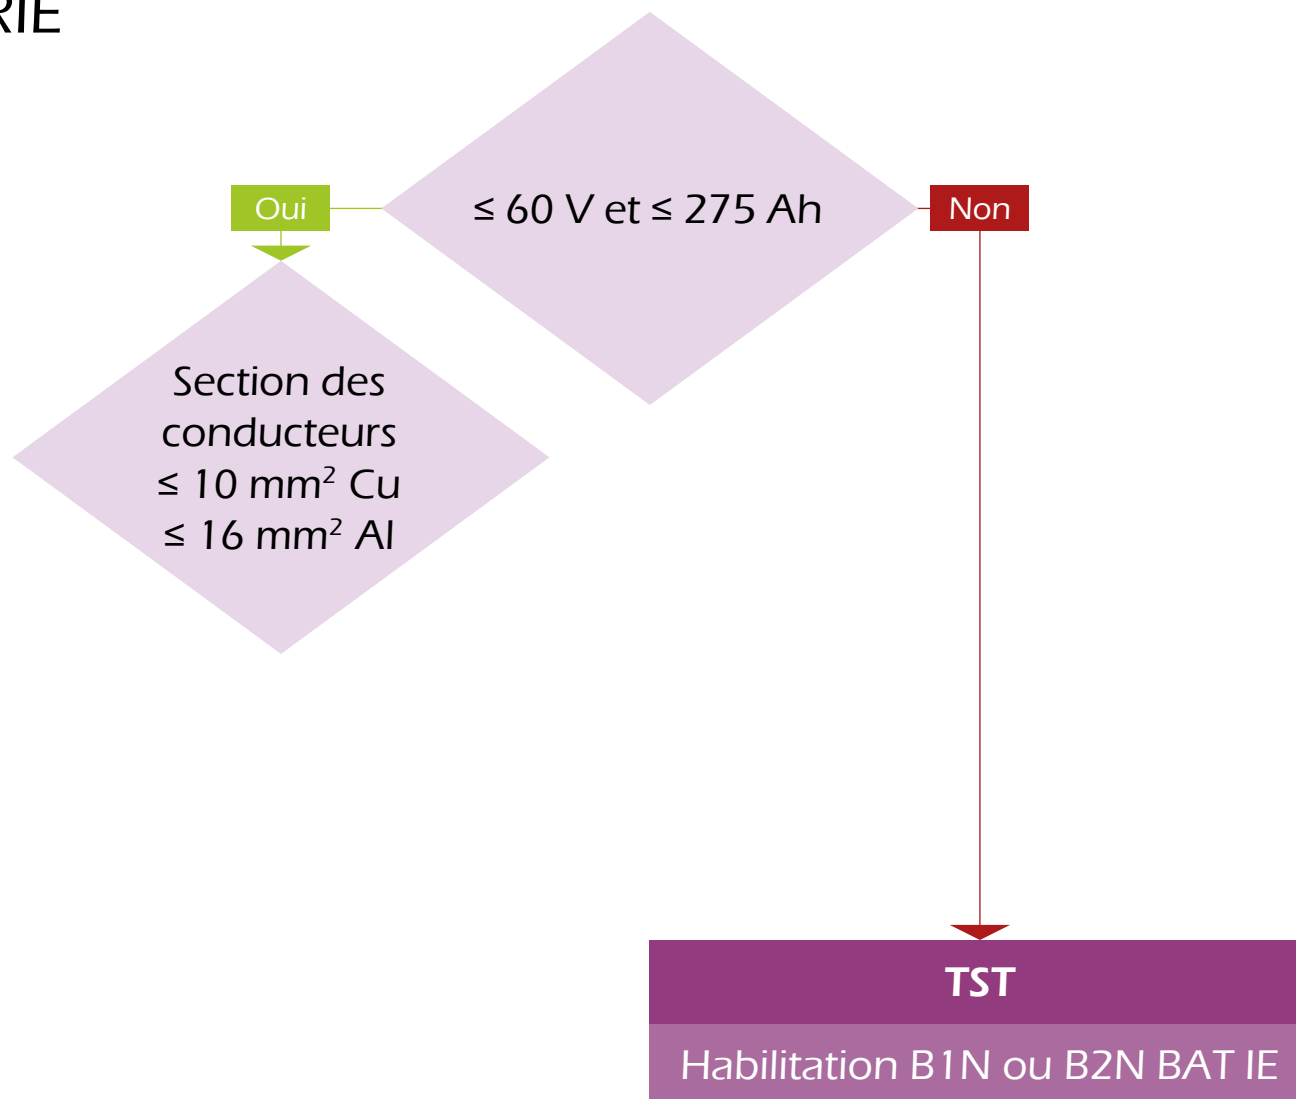 RIE
≤ 60 V et ≤ 275 Ah
Oui
Non
Section des
conducteurs
≤ 10 mm² Cu
≤ 16 mm² Al
TST
Habilitation B1N ou B2N BAT IE